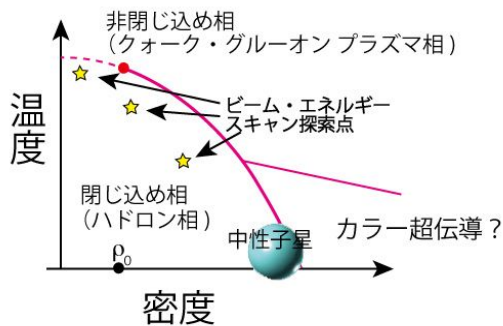 非閉じ込め相
(クォーク・グルーオン プラズマ相)
温度
ビーム・エネルギー
スキャン探索点
閉じ込め相
(ハドロン相)
中性子星
カラー超伝導?
ρ₀
密度